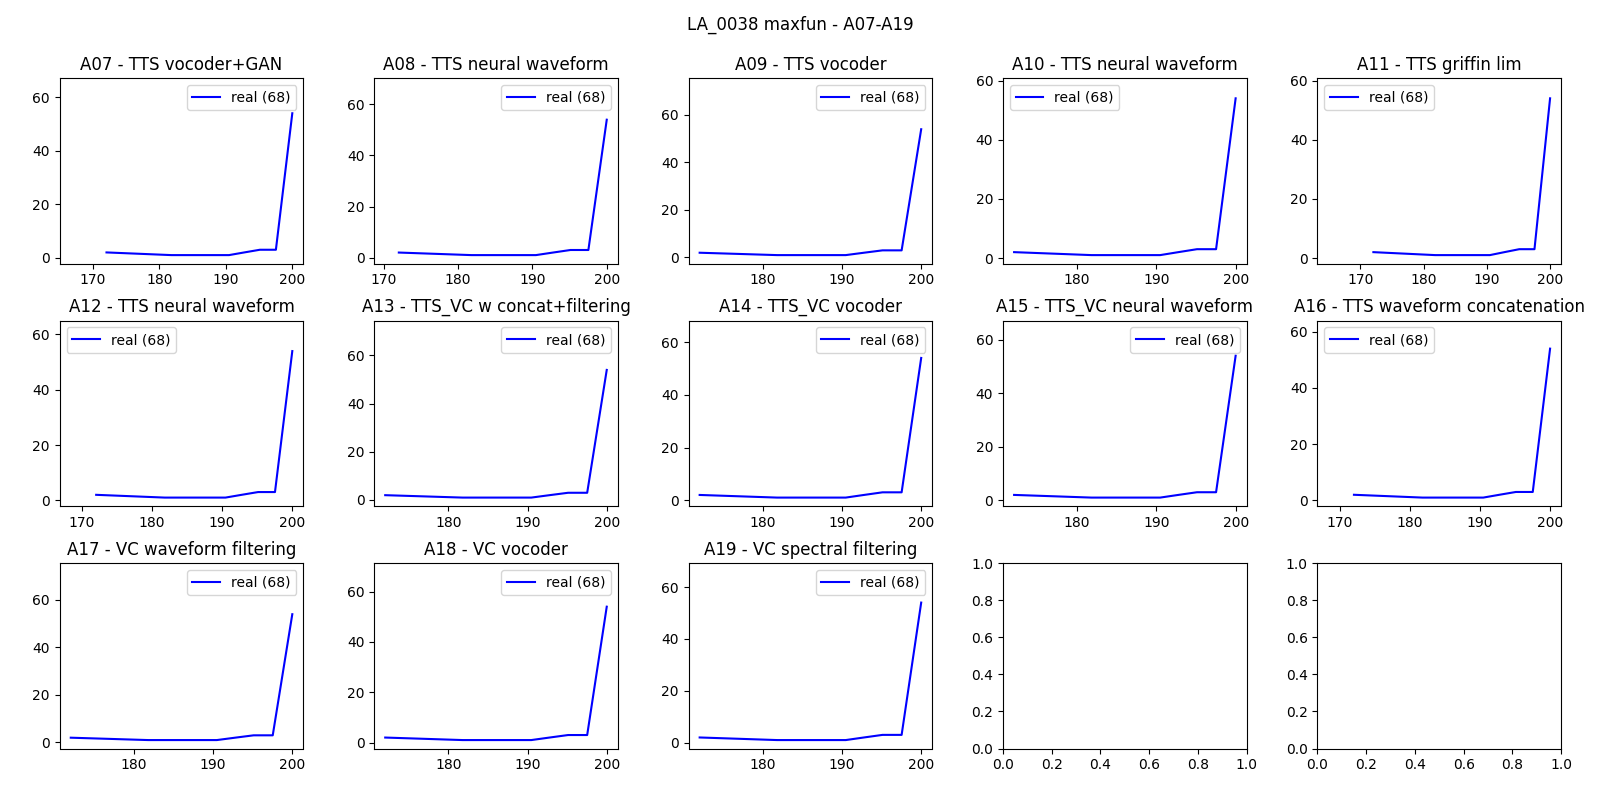 LA_0038 maxfun - A07-A19
A07 - TTS vocoder+GAN
real (68)
60
40
20
0
170 180 190 200
A08 - TTS neural waveform
real (68)
60
40
20
0
170 180 190 200
A09 - TTS vocoder
real (68)
60
40
20
0
180 190 200
A10 - TTS neural waveform
real (68)
60
40
20
0
180 190 200
A11 - TTS griffin lim
real (68)
60
40
20
0
170 180 190 200
A12 - TTS neural waveform
real (68)
60
40
20
0
170 180 190 200
A13 - TTS_VC w concat+filtering
real (68)
60
40
20
0
180 190 200
A14 - TTS_VC vocoder
real (68)
60
40
20
0
180 190 200
A15 - TTS_VC neural waveform
real (68)
60
40
20
0
180 190 200
A16 - TTS waveform concatenation
real (68)
60
40
20
0
170 180 190 200
A17 - VC waveform filtering
real (68)
60
40
20
0
180 190 200
A18 - VC vocoder
real (68)
60
40
20
0
180 190 200
A19 - VC spectral filtering
real (68)
60
40
20
0
180 190 200
1.0
0.8
0.6
0.4
0.2
0.0
0.0 0.2 0.4 0.6 0.8 1.0
1.0
0.8
0.6
0.4
0.2
0.0
0.0 0.2 0.4 0.6 0.8 1.0